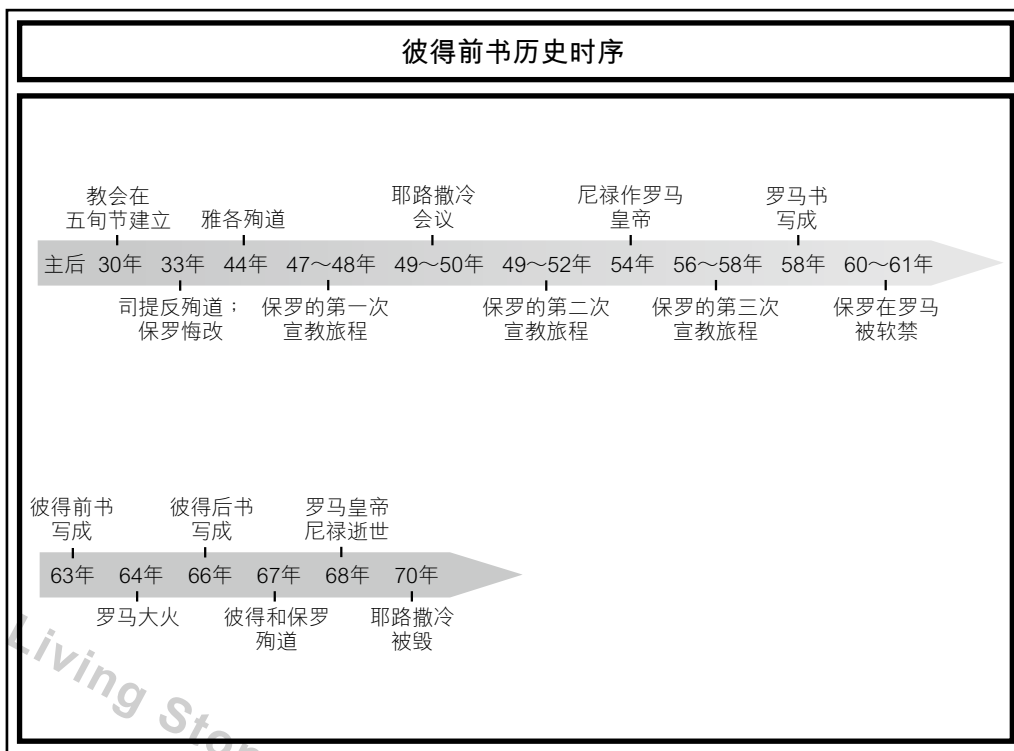 彼得前书历史时序
教会在
五旬节建立
雅各殉道
耶路撒冷
会议
尼禄作罗马
皇帝
罗马书
写成
主后 30年 33年 44年 47～48年 49～50年 49～52年 54年 56～58年 58年 60～61年
司提反殉道；
保罗悔改
保罗的第一次
宣教旅程
保罗的第二次
宣教旅程
保罗的第三次
宣教旅程
保罗在罗马
被软禁
彼得前书
写成
彼得后书
写成
罗马皇帝
尼禄逝世
63年 64年 66年 67年 68年 70年
罗马大火
彼得和保罗
殉道
耶路撒冷
被毁
Living